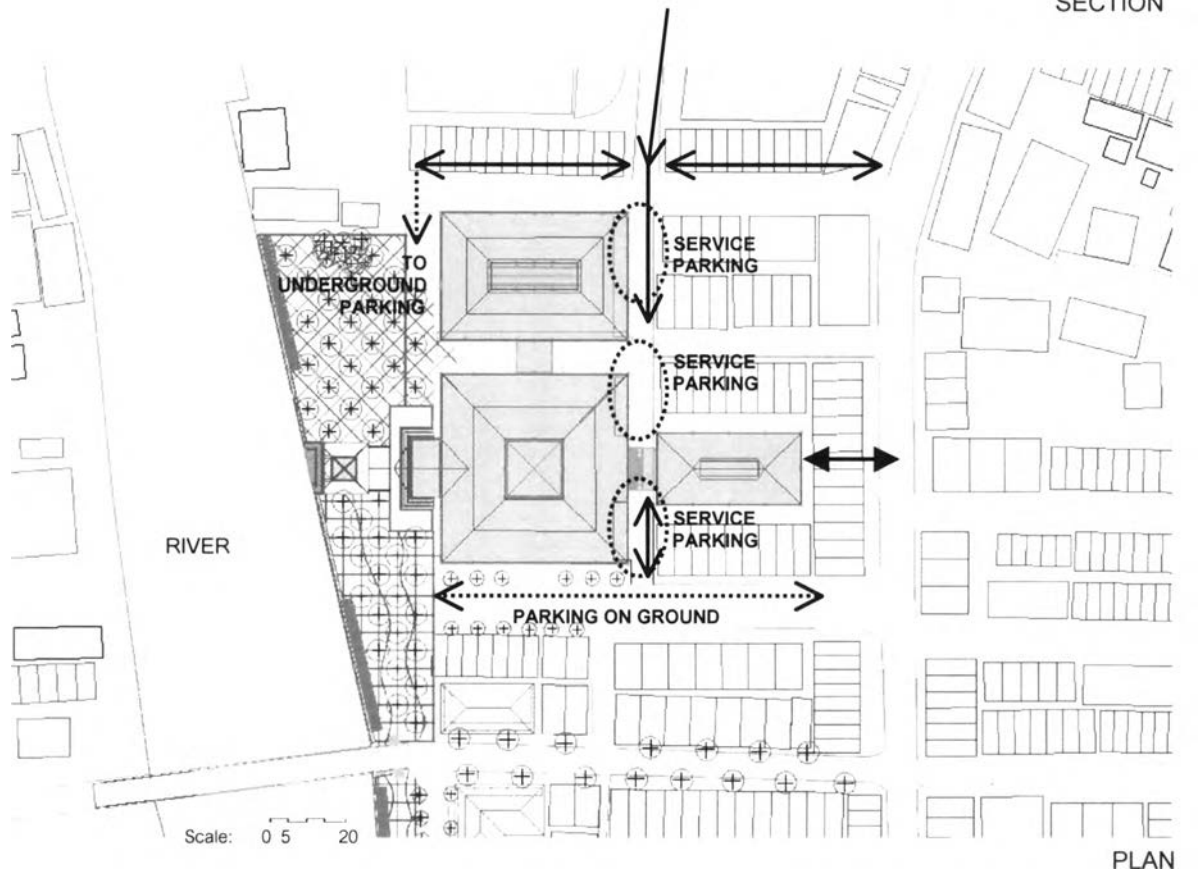 SECTION
SERVICE
PARKING
TO
UNDERGROUND
PARKING
SERVICE
PARKING
SERVICE
PARKING
RIVER
PARKING ON GROUND
Scale: 0 5 20
PLAN